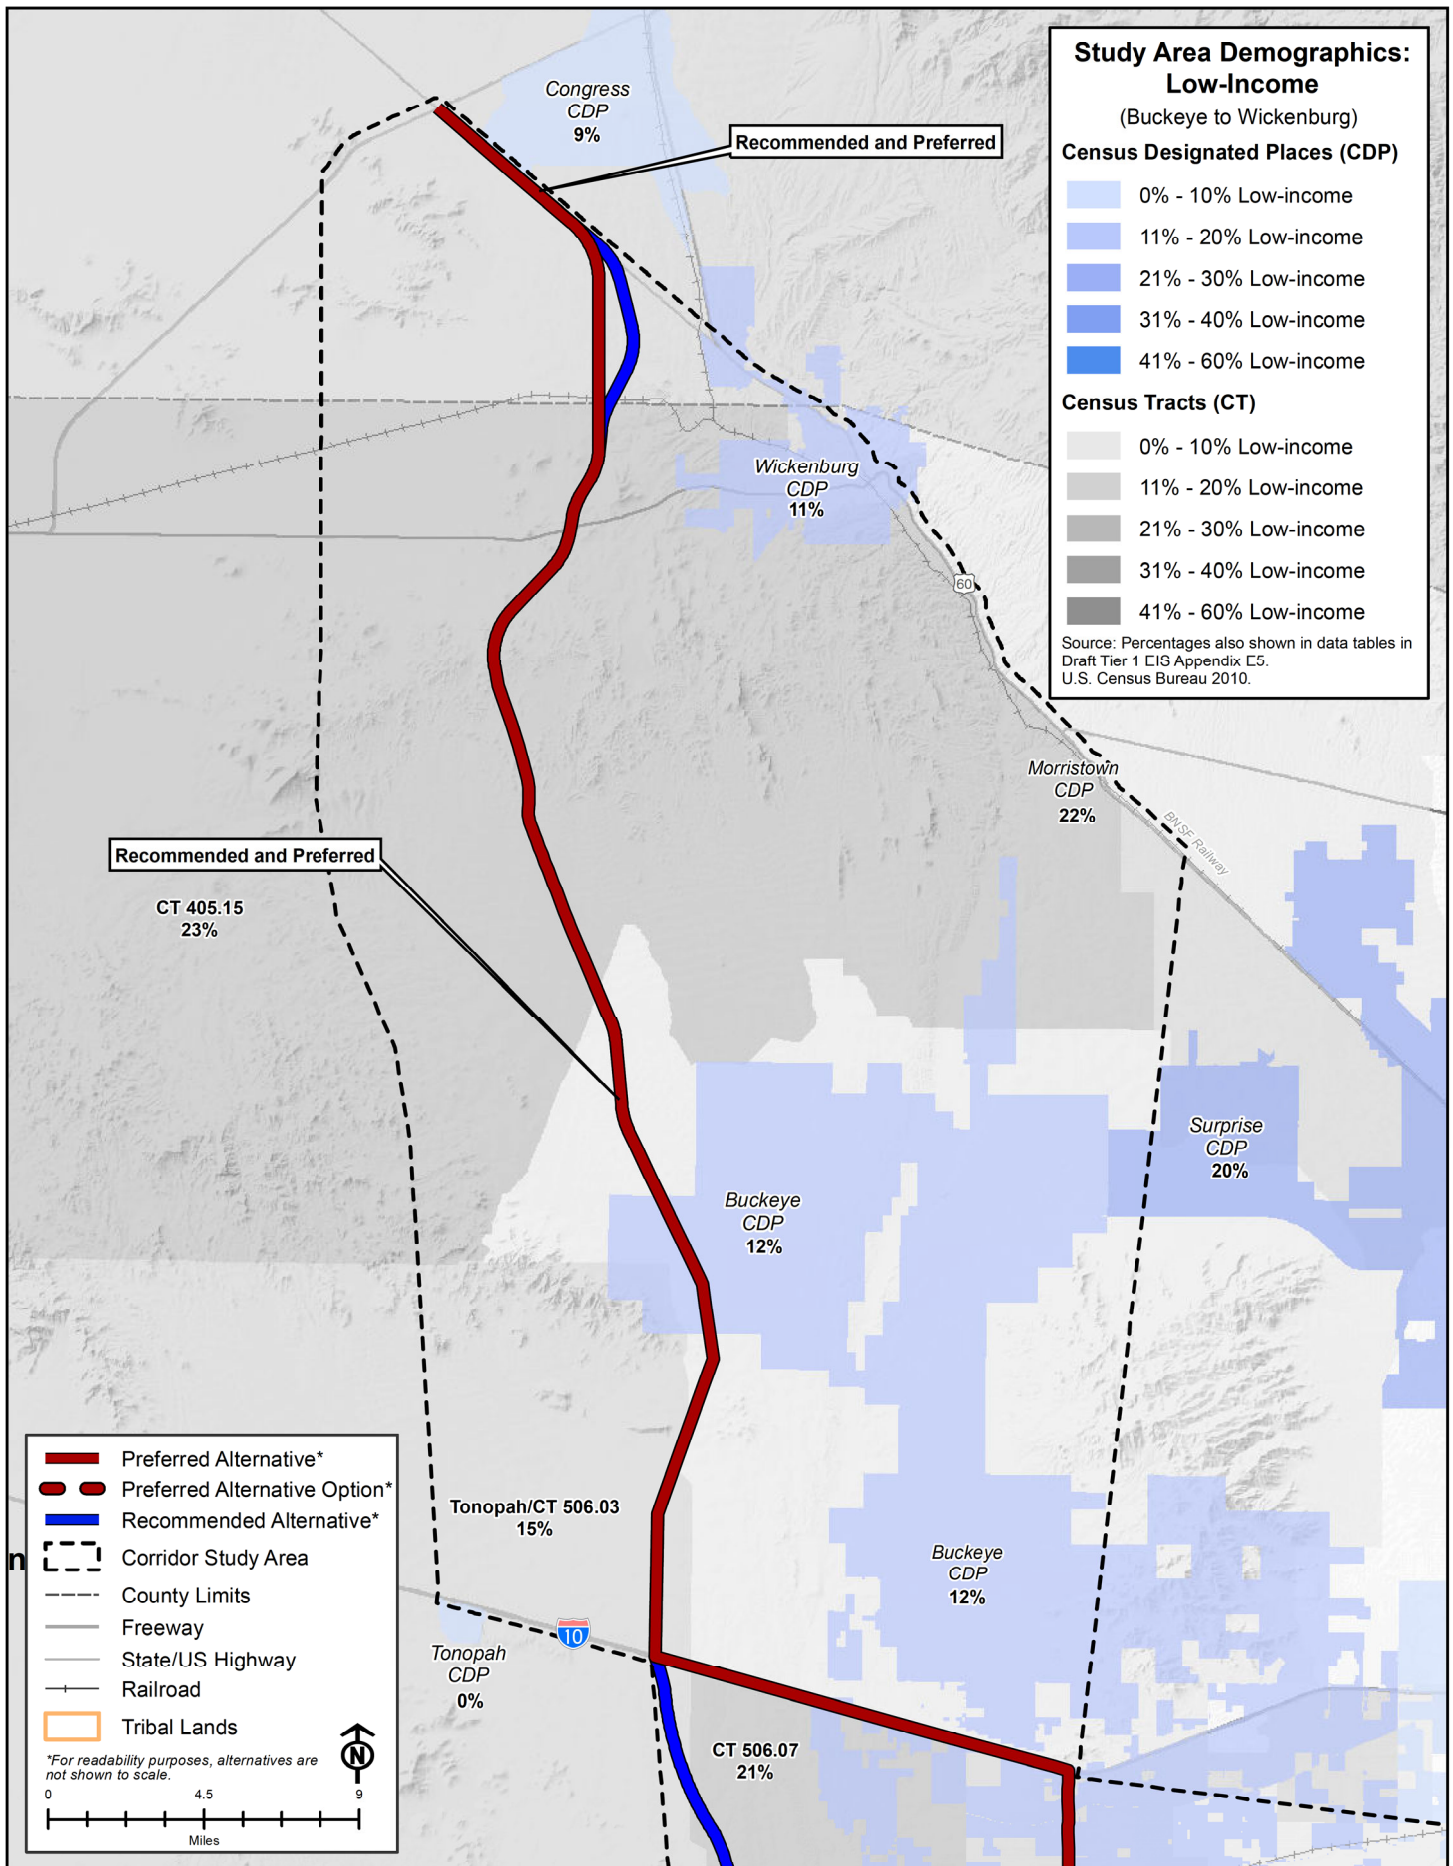 Study Area Demographics:
Low-Income
(Buckeye to Wickenburg)
Census Designated Places (CDP)
0% - 10% Low-income
11% - 20% Low-income
21% - 30% Low-income
31% - 40% Low-income
41% - 60% Low-income
Census Tracts (CT)
0% - 10% Low-income
11% - 20% Low-income
21% - 30% Low-income
31% - 40% Low-income
41% - 60% Low-income
Source: Percentages also shown in data tables in
Draft Tier 1 EIS Appendix E5.
U.S. Census Bureau 2010.
Congress
CDP
9%
Recommended and Preferred
Wickenburg
CDP
11%
60
Morristown
CDP
22%
BNSF Railway
Recommended and Preferred
CT 405.15
23%
Surprise
CDP
20%
Buckeye
CDP
12%
Tonopah/CT 506.03
15%
Buckeye
CDP
12%
10
Tonopah
CDP
0%
CT 506.07
21%
n
Preferred Alternative*
Preferred Alternative Option*
Recommended Alternative*
Corridor Study Area
County Limits
Freeway
State/US Highway
Railroad
Tribal Lands
*For readability purposes, alternatives are
not shown to scale.
N
0 4.5 9
Miles